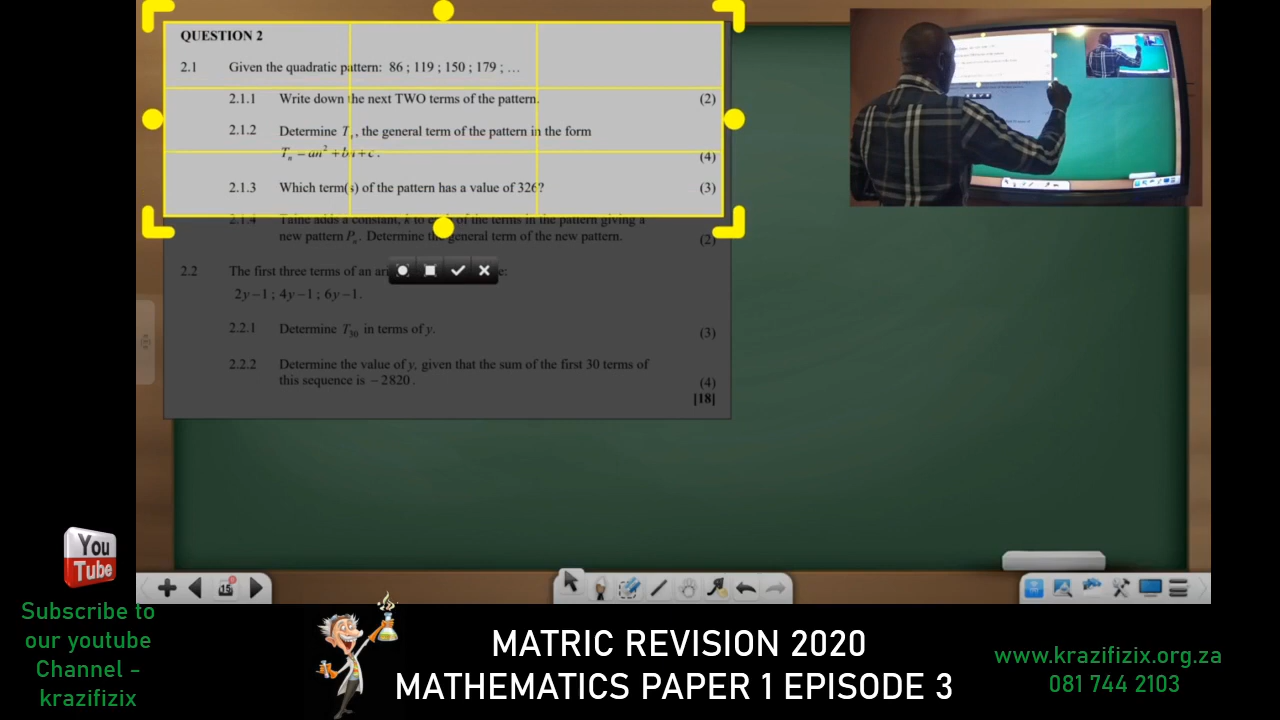 QUESTION 2
2.1 Given the quadratic pattern: 86 ; 119 ; 150 ; 179 ; ...
2.1.1 Write down the next TWO terms of the pattern. (2)
2.1.2 Determine Tₙ, the general term of the pattern in the form
Tₙ = an² + bn + c . (4)
2.1.3 Which term(s) of the pattern has a value of 326? (3)
2.1.4 adds a constant, k to of the terms in the pattern giving a
new pattern Pₙ. Determine the general term of the new pattern. (2)
2.2 The first three terms of an
2y–1 ; 4y–1 ; 6y–1.
2.2.1 Determine T₃₀ in terms of y. (3)
2.2.2 Determine the value of y, given that the sum of the first 30 terms of
this sequence is – 2820 . (4)
[18]
15
You
Tube
Subscribe to
our youtube
Channel –
krazifizix
MATRIC REVISION 2020
MATHEMATICS PAPER 1 EPISODE 3
www.krazifizix.org.za
081 744 2103